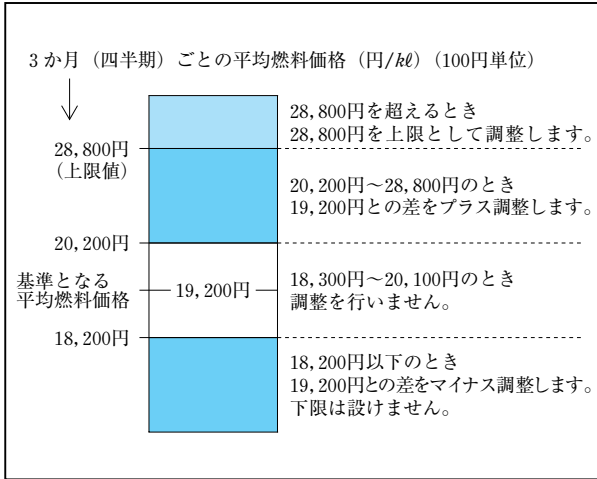 3か月（四半期）ごとの平均燃料価格（円/kℓ）(100円単位)
28,800円を超えるとき
28,800円を上限として調整します。
28,800円
（上限値）
20,200円～28,800円のとき
19,200円との差をプラス調整します。
20,200円
基準となる
平均燃料価格
19,200円
18,300円～20,100円のとき
調整を行いません。
18,200円
18,200円以下のとき
19,200円との差をマイナス調整します。
下限は設けません。